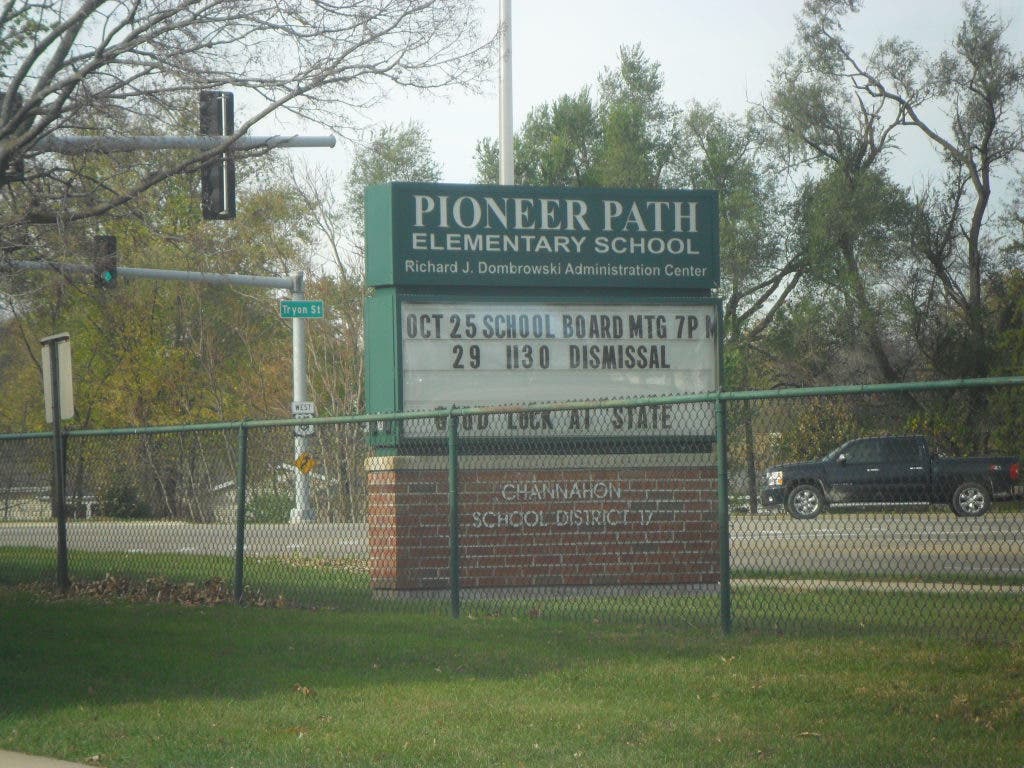 PIONEER PATH
ELEMENTARY SCHOOL
Richard J. Dombrowski Administration Center
OCT 25 SCHOOL BOARD MTG 7P M
29 1130 DISMISSAL
LUCK AT STATE
CHANNAHON
SCHOOL DISTRICT 17
Tryon St
WEST